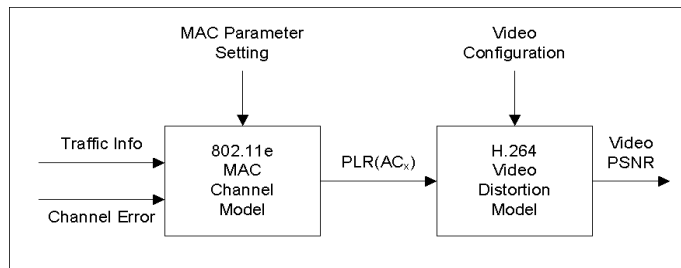 MAC Parameter
Setting
Video
Configuration
Traffic Info
Channel Error
802.11e
MAC
Channel
Model
PLR(ACₓ)
H.264
Video
Distortion
Model
Video
PSNR